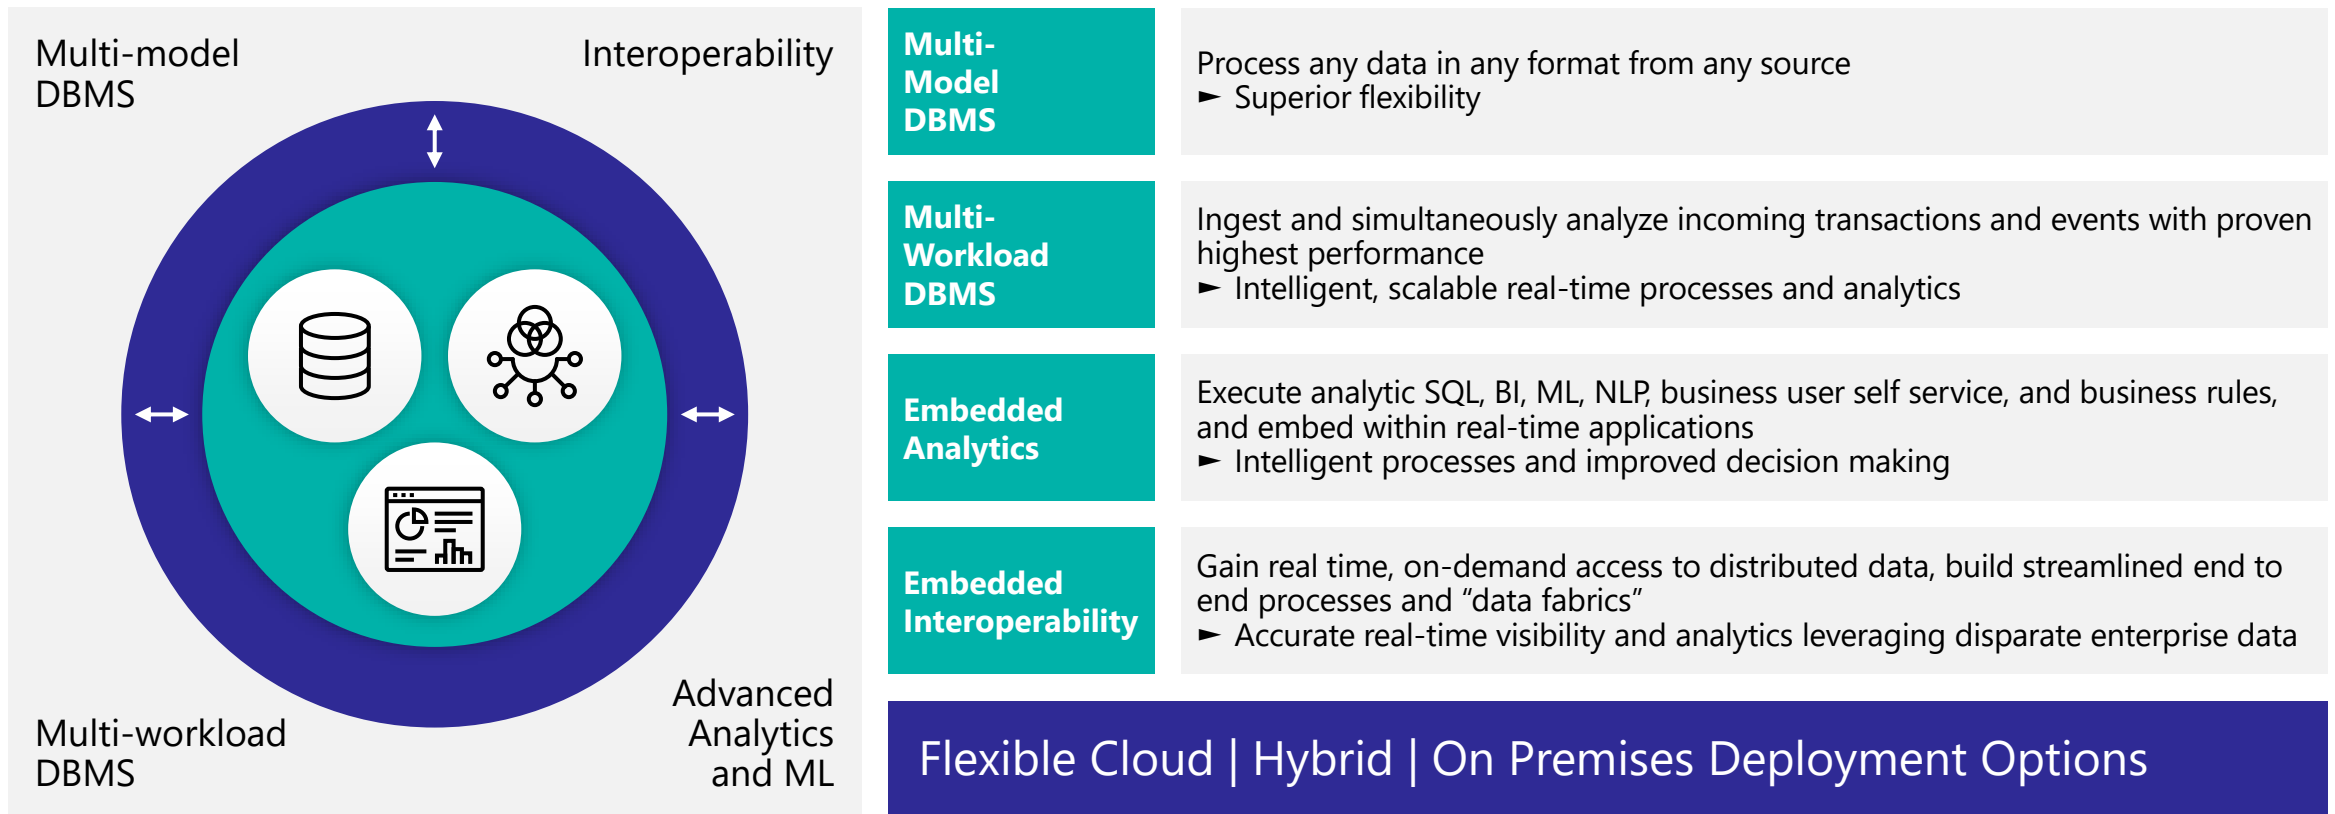 Multi-model
DBMS
Interoperability
Multi-workload
DBMS
Advanced
Analytics
and ML
Multi-
Model
DBMS
Process any data in any format from any source
► Superior flexibility
Multi-
Workload
DBMS
Ingest and simultaneously analyze incoming transactions and events with proven
highest performance
► Intelligent, scalable real-time processes and analytics
Embedded
Analytics
Execute analytic SQL, BI, ML, NLP, business user self service, and business rules,
and embed within real-time applications
► Intelligent processes and improved decision making
Embedded
Interoperability
Gain real time, on-demand access to distributed data, build streamlined end to
end processes and “data fabrics”
► Accurate real-time visibility and analytics leveraging disparate enterprise data
Flexible Cloud | Hybrid | On Premises Deployment Options